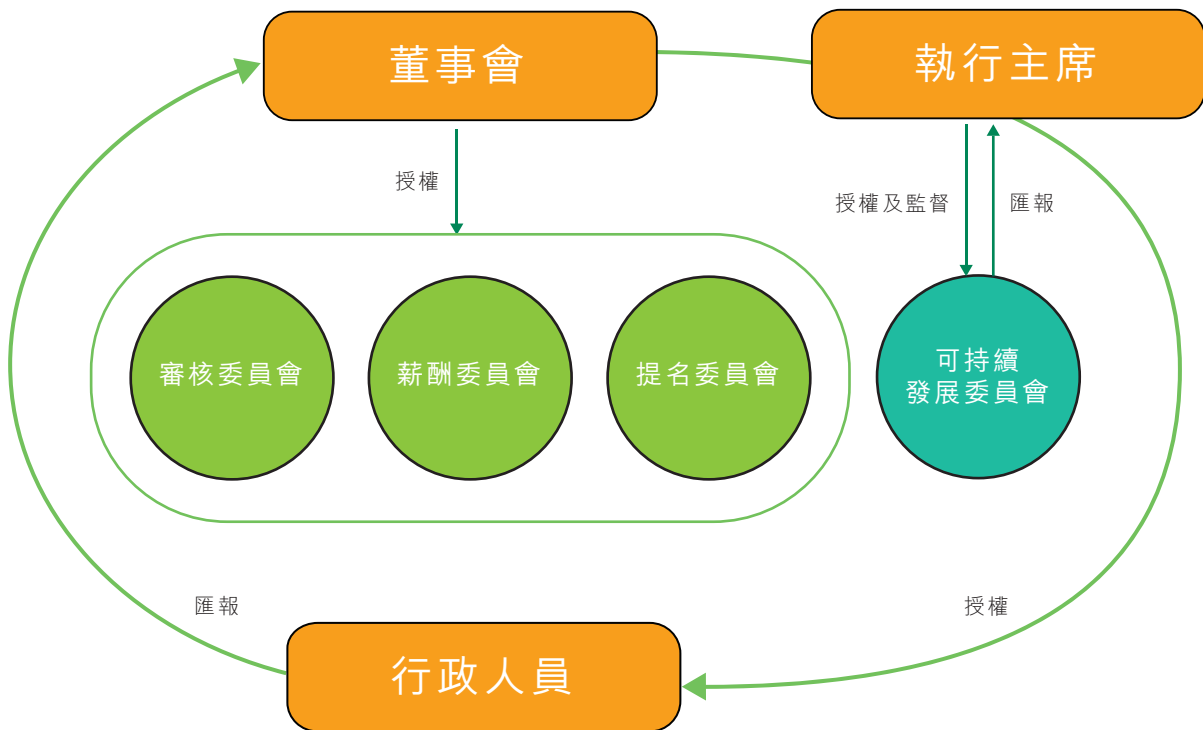 董事會
執行主席
授權
授權及監督
匯報
審核委員會
薪酬委員會
提名委員會
可持續
發展委員會
匯報
授權
行政人員